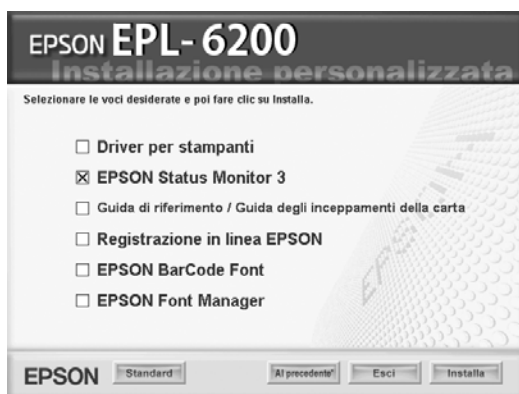 EPSON EPL-6200
Installazione personalizzata
Selezionare le voci desiderate e poi fare clic su Installa.
Driver per stampanti
EPSON Status Monitor 3
Guida di riferimento / Guida degli inceppamenti della carta
Registrazione in linea EPSON
EPSON BarCode Font
EPSON Font Manager
EPSON
EPSON Standard "Al precedente" Esci Installa